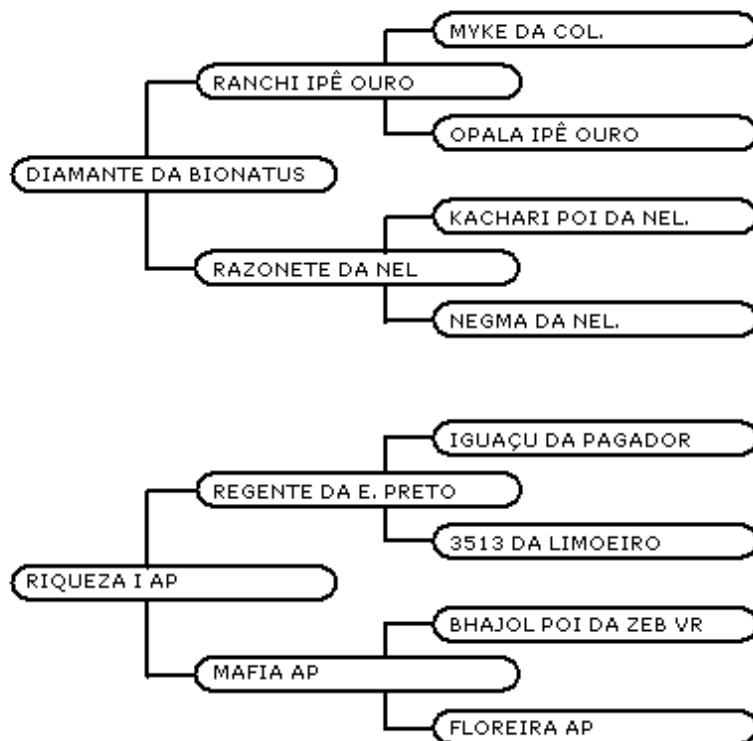 MYKE DA COL.
RANCHI IPÊ OURO
OPALA IPÊ OURO
DIAMANTE DA BIONATUS
KACHARI POI DA NEL.
RAZONETE DA NEL
NEGMA DA NEL.
IGUAÇU DA PAGADOR
REGENTE DA E. PRETO
3513 DA LIMOEIRO
RIQUEZA I AP
BHAJOL POI DA ZEB VR
MAFIA AP
FLOREIRA AP